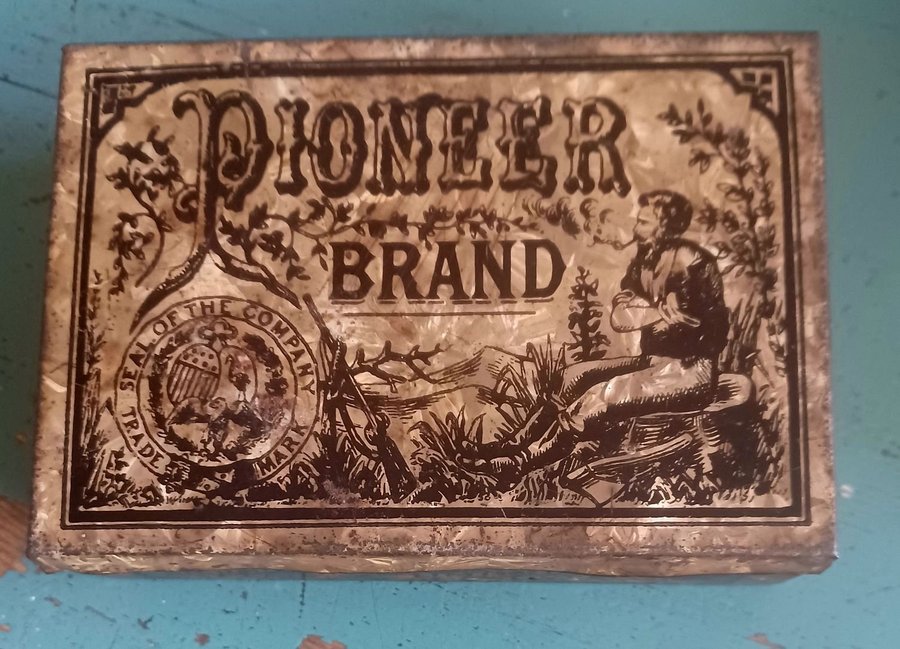 PIONEER
BRAND
SEAL OF THE COMPANY
TRADE MARK